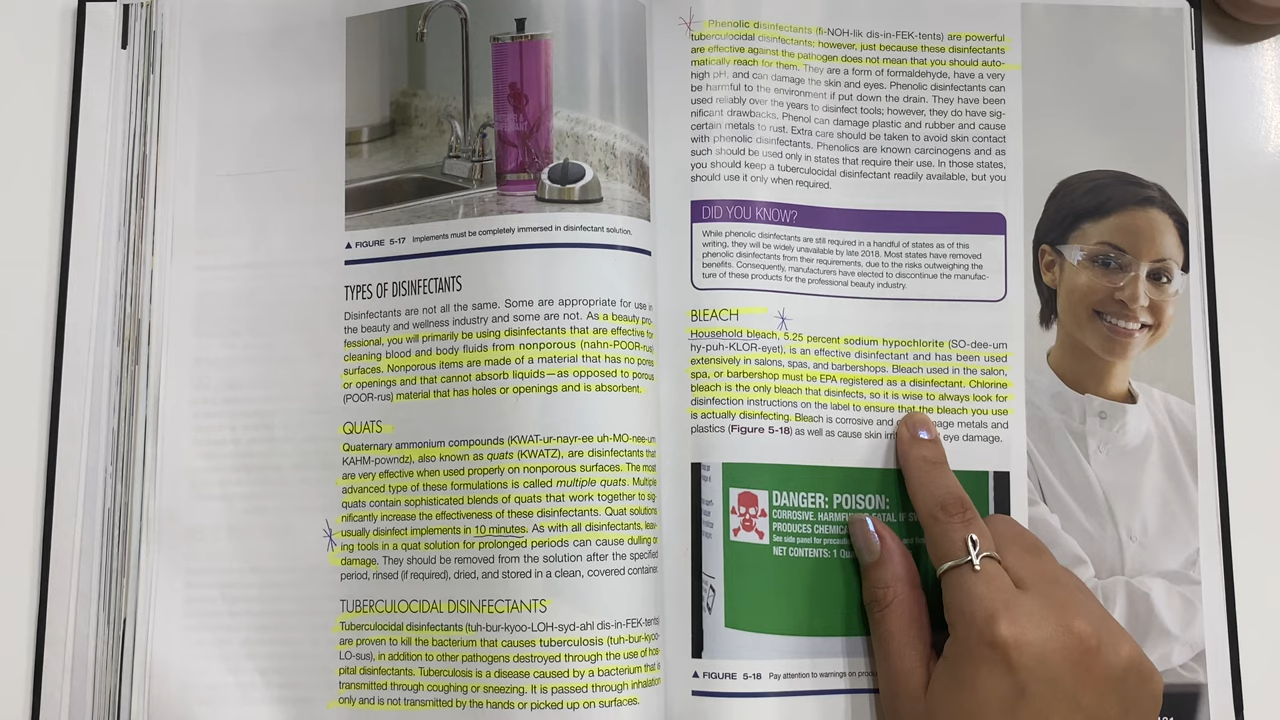 ▲ FIGURE 5-17 Implements must be completely immersed in disinfectant solution.
TYPES OF DISINFECTANTS
Disinfectants are not all the same. Some are appropriate for use in
the beauty and wellness industry and some are not. As a beauty pro-
fessional, you will primarily be using disinfectants that are effective for
cleaning blood and body fluids from nonporous (nahn-POOR-rus)
surfaces. Nonporous items are made of a material that has no pores
or openings and that cannot absorb liquids—as opposed to porous
(POOR-rus) material that has holes or openings and is absorbent.
QUATS
Quaternary ammonium compounds (KWAT-ur-nayr-ee uh-MO-nee-um
KAHM-powndz), also known as quats (KWATZ), are disinfectants that
are very effective when used properly on nonporous surfaces. The most
advanced type of these formulations is called multiple quats. Multiple
quats contain sophisticated blends of quats that work together to sig-
nificantly increase the effectiveness of these disinfectants. Quat solutions
usually disinfect implements in 10 minutes. As with all disinfectants, leav-
ing tools in a quat solution for prolonged periods can cause dulling or
damage. They should be removed from the solution after the specified
period, rinsed (if required), dried, and stored in a clean, covered container.
TUBERCULOCIDAL DISINFECTANTS
Tuberculocidal disinfectants (tuh-bur-kyoo-LOH-syd-ahl dis-in-FEK-tents)
are proven to kill the bacterium that causes tuberculosis (tuh-bur-kyoo-
LO-sus), in addition to other pathogens destroyed through the use of hos-
pital disinfectants. Tuberculosis is a disease caused by a bacterium that is
transmitted through coughing or sneezing. It is passed through inhalation
only and is not transmitted by the hands or picked up on surfaces.
Phenolic disinfectants (fi-NOH-lik dis-in-FEK-tents) are powerful
tuberculocidal disinfectants; however, just because these disinfectants
are effective against the pathogen does not mean that you should auto-
matically reach for them. They are a form of formaldehyde, have a very
high pH, and can damage the skin and eyes. Phenolic disinfectants can
be harmful to the environment if put down the drain. They have been
used reliably over the years to disinfect tools; however, they do have sig-
nificant drawbacks. Phenol can damage plastic and rubber and cause
certain metals to rust. Extra care should be taken to avoid skin contact
with phenolic disinfectants. Phenolics are known carcinogens and as
such should be used only in states that require their use. In those states,
you should keep a tuberculocidal disinfectant readily available, but you
should use it only when required.
DID YOU KNOW?
While phenolic disinfectants are still required in a handful of states as of this
writing, they will be widely unavailable by late 2018. Most states have removed
phenolic disinfectants from their requirements, due to the risks outweighing the
benefits. Consequently, manufacturers have elected to discontinue the manufac-
ture of these products for the professional beauty industry.
BLEACH
Household bleach, 5.25 percent sodium hypochlorite (SO-dee-um
hy-puh-KLOR-eyet), is an effective disinfectant and has been used
extensively in salons, spas, and barbershops. Bleach used in the salon,
spa, or barbershop must be EPA registered as a disinfectant. Chlorine
bleach is the only bleach that disinfects, so it is wise to always look for
disinfection instructions on the label to ensure that the bleach you use
is actually disinfecting. Bleach is corrosive and metals and
plastics (Figure 5-18) as well as cause skin eye damage.
DANGER: POISON:
CORROSIVE. FATAL IF
PRODUCES
See side panel for and
NET CONTENTS: 1
▲ FIGURE 5-18 Pay attention to warnings on